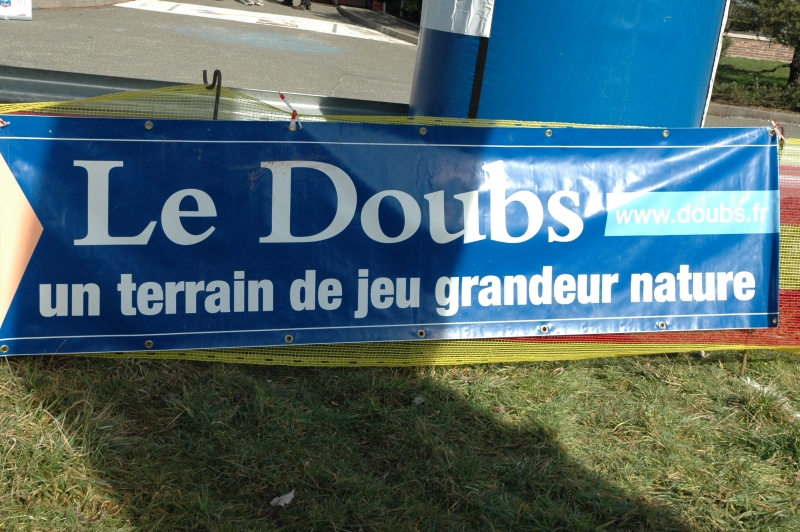 Le Doubs
www.doubs.fr
un terrain de jeu grandeur nature